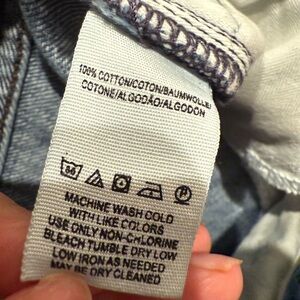 100% COTTON/COTON/BAUMWOLLE/
COTONE/ALGODÃO/ALGODON
MACHINE WASH COLD
WITH LIKE COLORS
USE ONLY NON-CHLORINE
BLEACH TUMBLE DRY LOW
LOW IRON AS NEEDED
MAY BE DRY CLEANED